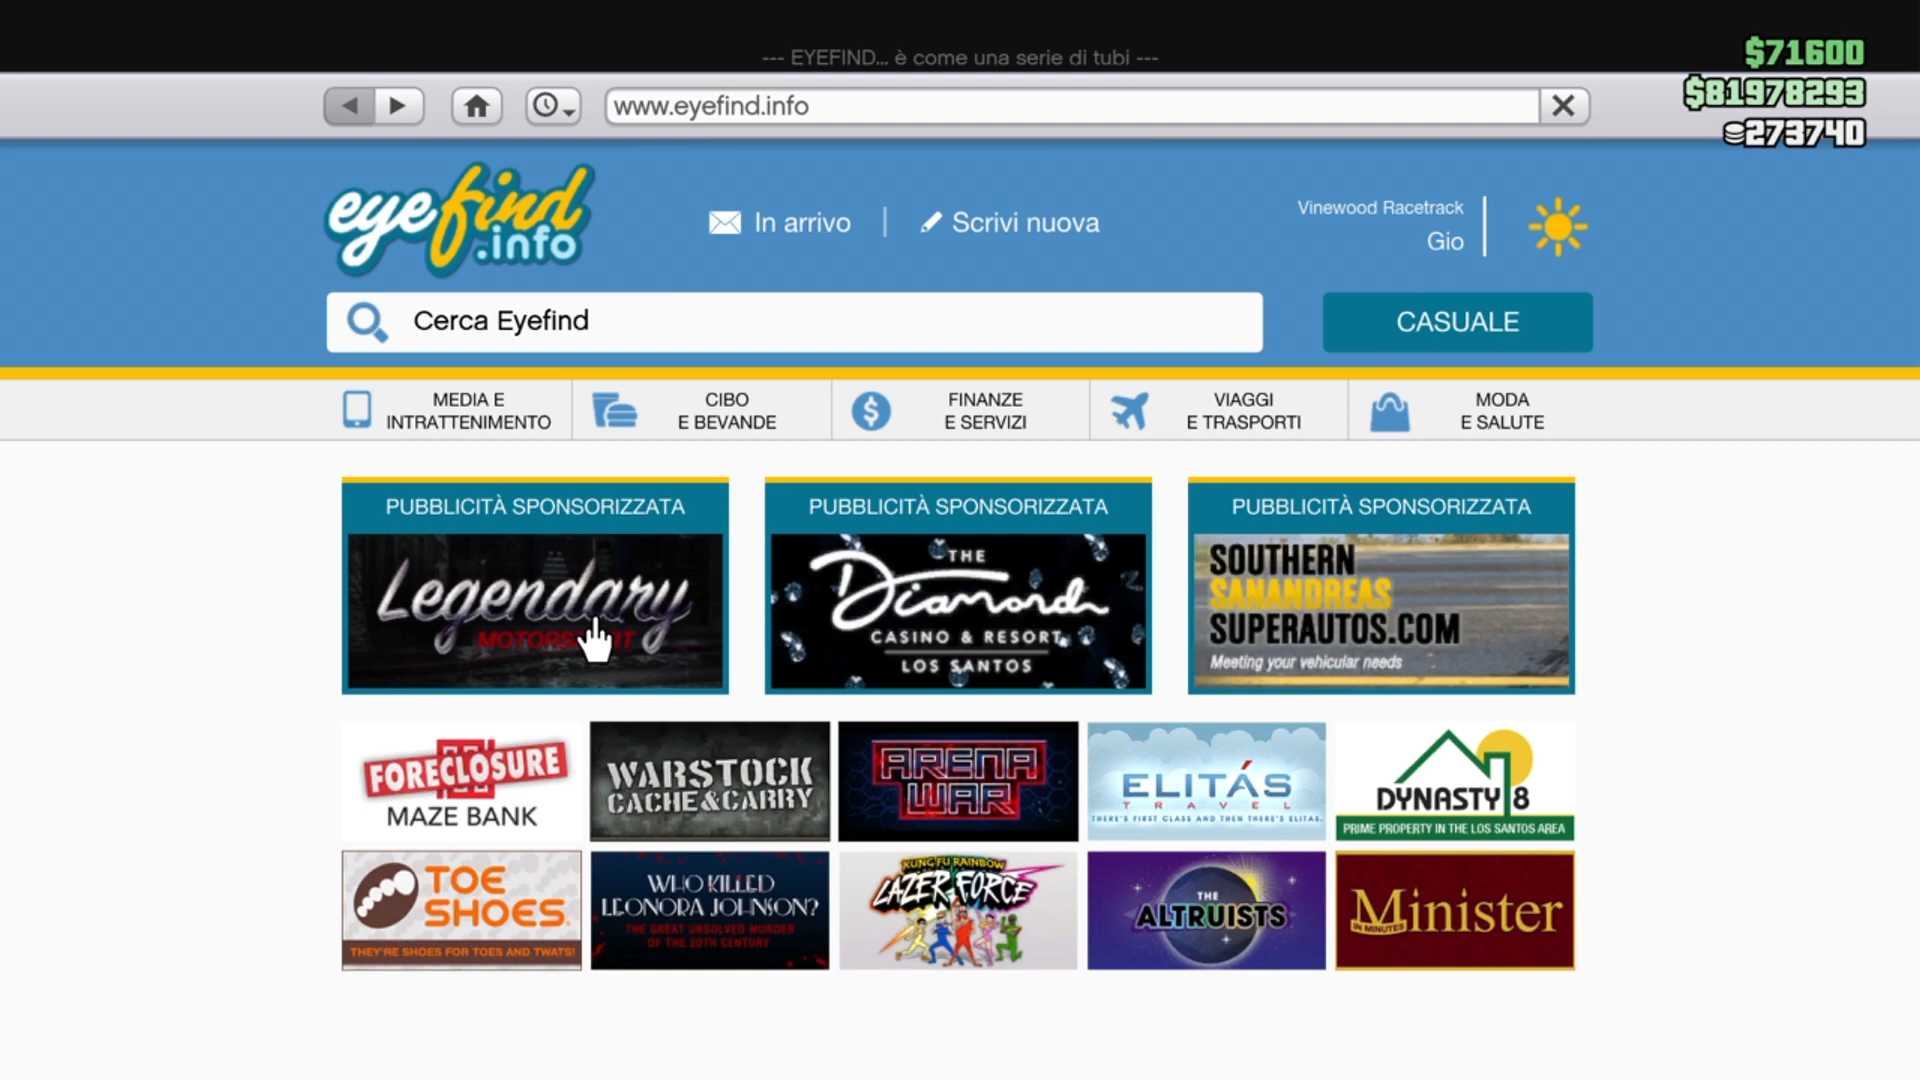 --- EYEFIND... è come una serie di tubi ---
$71600
$81978293
273740
www.eyefind.info
eyefind
.info
In arrivo
Scrivi nuova
Vinewood Racetrack
Gio
Cerca Eyefind
CASUALE
MEDIA E
INTRATTENIMENTO
CIBO
E BEVANDE
FINANZE
E SERVIZI
VIAGGI
E TRASPORTI
MODA
E SALUTE
PUBBLICITÀ SPONSORIZZATA
Legendary
PUBBLICITÀ SPONSORIZZATA
THE
Diamond
CASINO & RESORT
LOS SANTOS
PUBBLICITÀ SPONSORIZZATA
SOUTHERN
SANANDREAS
SUPERAUTOS.COM
Meeting your vehicular needs
FORECLOSURE
MAZE BANK
WARSTOCK
CACHE&CARRY
ARENA
WAR
ELITÁS
TRAVEL
THERE'S FIRST CLASS AND THEN THERE'S ELITAS.
DYNASTY 8
PRIME PROPERTY IN THE LOS SANTOS AREA
TOE
SHOES
THEY'RE SHOES FOR TOES AND TWATS!
WHO KILLED
LEONORA JOHNSON?
THE GREAT UNSOLVED MURDER
OF THE 20TH CENTURY
KUNG FU RAINBOW
LAZER FORCE
THE
ALTRUISTS
Minister
IN MINUTES